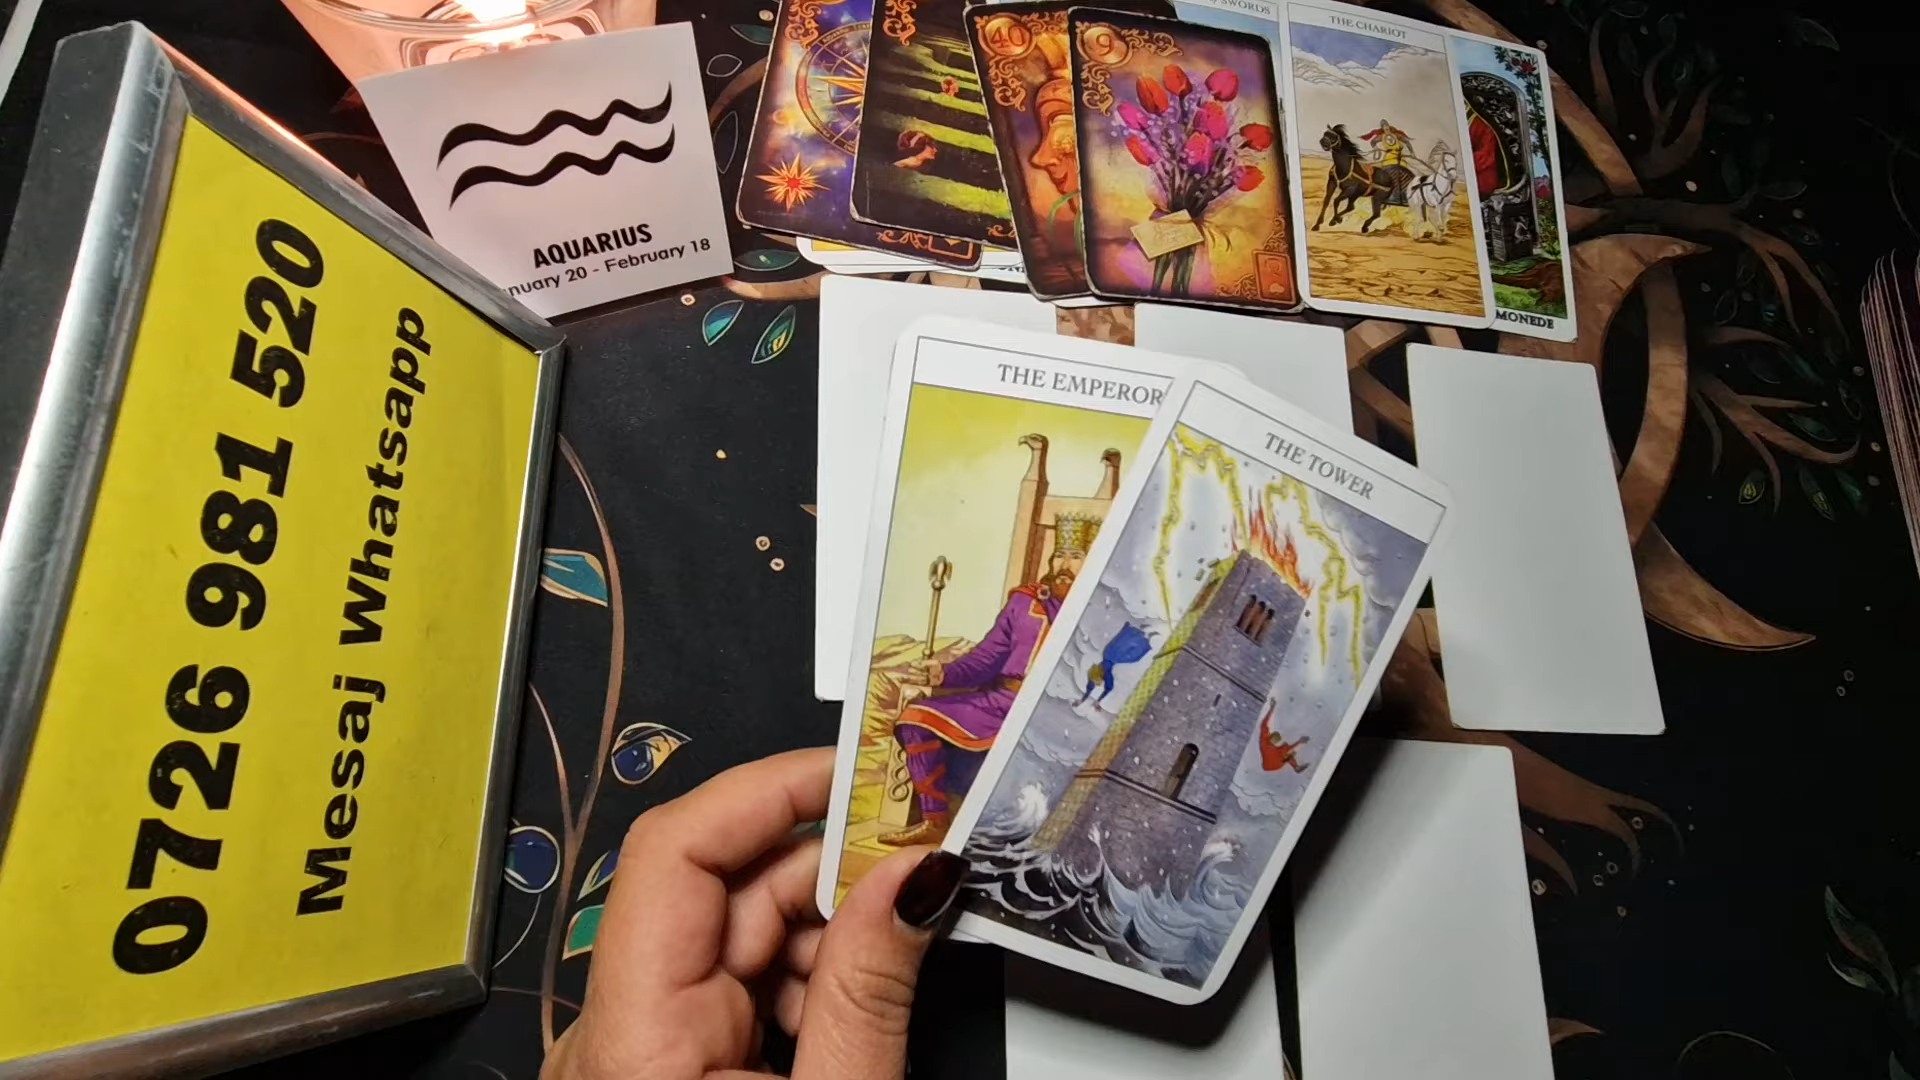 0726 981 520
Mesaj Whatsapp
AQUARIUS
nuary 20 - February 18
40
9
SWORDS
THE CHARIOT
MONEDE
THE EMPEROR
THE TOWER